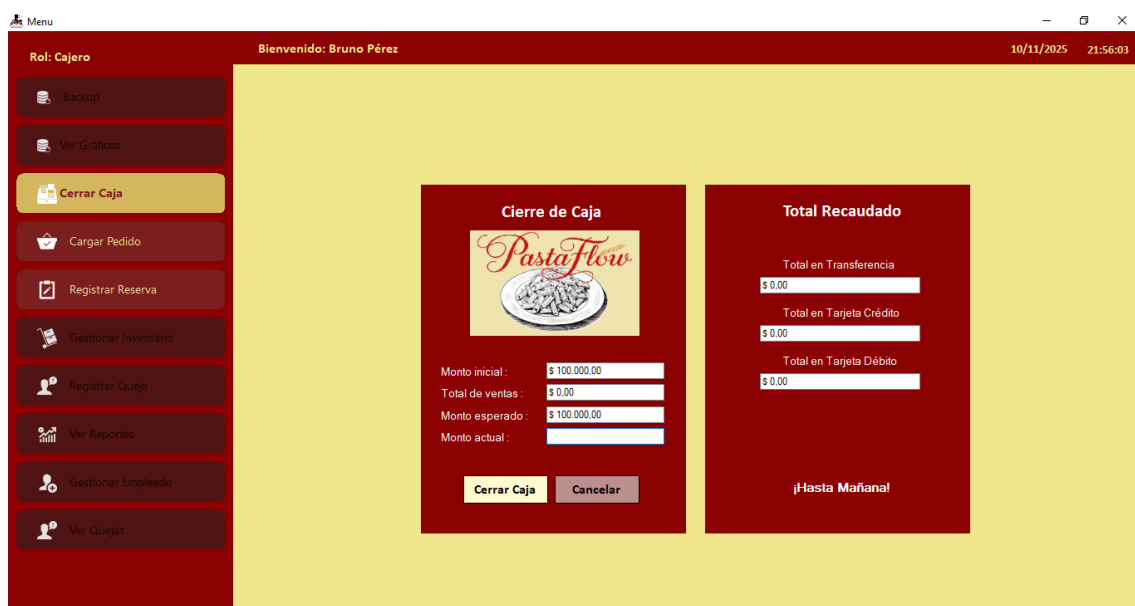 Menu
Rol: Cajero
Bienvenido: Bruno Pérez
10/11/2025 21:56:03
Backup
Ver Gráficos
Cerrar Caja
Cargar Pedido
Registrar Reserva
Gestionar Inventario
Registrar Queja
Ver Reportes
Gestionar Empleado
Ver Quejas
Cierre de Caja
PastaFlow
Monto inicial : $ 100.000,00
Total de ventas : $ 0,00
Monto esperado : $ 100.000,00
Monto actual :
Cerrar Caja Cancelar
Total Recaudado
Total en Transferencia
$ 0,00
Total en Tarjeta Crédito
$ 0,00
Total en Tarjeta Débito
$ 0,00
¡Hasta Mañana!